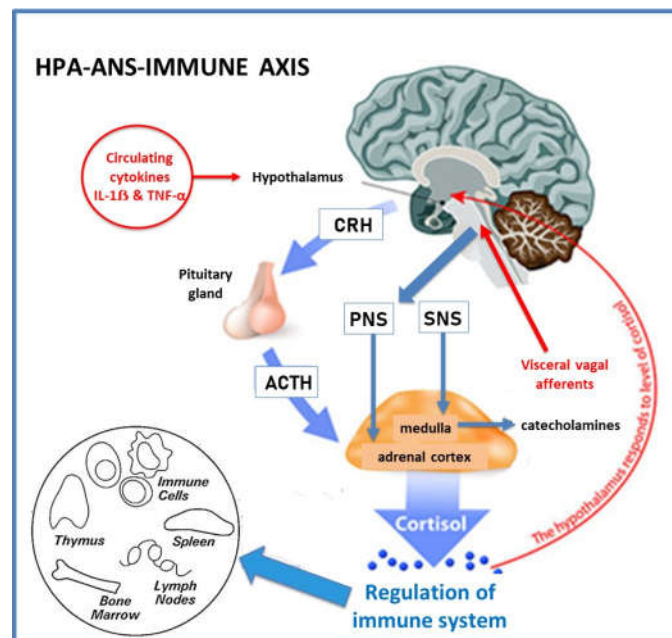 HPA-ANS-IMMUNE AXIS
Circulating
cytokines
IL-1ß & TNF-α
Hypothalamus
CRH
Pituitary
gland
PNS
SNS
ACTH
Visceral vagal
afferents
The hypothalamus responds to level of cortisol
medulla
catecholamines
adrenal cortex
Cortisol
Immune
Cells
Thymus
Spleen
Lymph
Nodes
Bone
Marrow
Regulation of
immune system